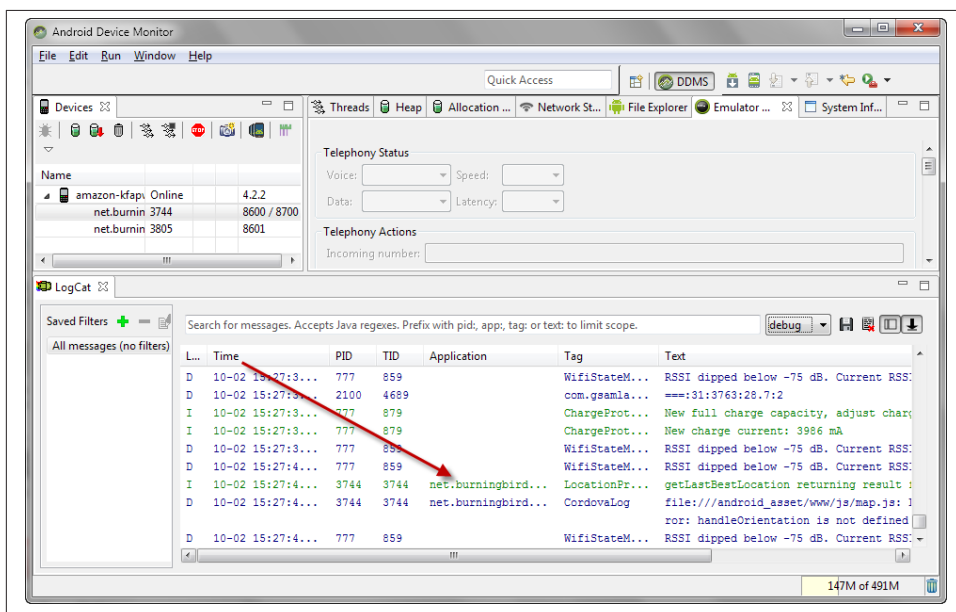 Android Device Monitor
File Edit Run Window Help
Quick Access
DDMS
Devices
Threads Heap Allocation ... Network St... File Explorer Emulator ... System Inf...
Name
amazon-kfap Online 4.2.2
net.burnin 3744 8600 / 8700
net.burnin 3805 8601
Telephony Status
Voice: Speed:
Data: Latency:
Telephony Actions
Incoming number:
LogCat
Saved Filters
All messages (no filters)
Search for messages. Accepts Java regexes. Prefix with pid:, app:, tag: or text: to limit scope.
debug
L... Time PID TID Application Tag Text
D 10-02 15:27:3... 777 859 WifiStateM... RSSI dipped below -75 dB. Current RSSI
D 10-02 15:27:3... 2100 4689 com.gsamla... ===:31:3763:28.7:2
I 10-02 15:27:3... 777 879 ChargeProt... New full charge capacity, adjust charg
I 10-02 15:27:3... 777 879 ChargeProt... New charge current: 3986 mA
D 10-02 15:27:3... 777 859 WifiStateM... RSSI dipped below -75 dB. Current RSSI
D 10-02 15:27:4... 777 859 WifiStateM... RSSI dipped below -75 dB. Current RSSI
I 10-02 15:27:4... 3744 3744 net.burningbird... LocationPr... getLastBestLocation returning result
D 10-02 15:27:4... 3744 3744 net.burningbird... CordovaLog file:///android_asset/www/js/map.js:
ror: handleOrientation is not defined
D 10-02 15:27:4... 777 859 WifiStateM... RSSI dipped below -75 dB. Current RSSI
147M of 491M